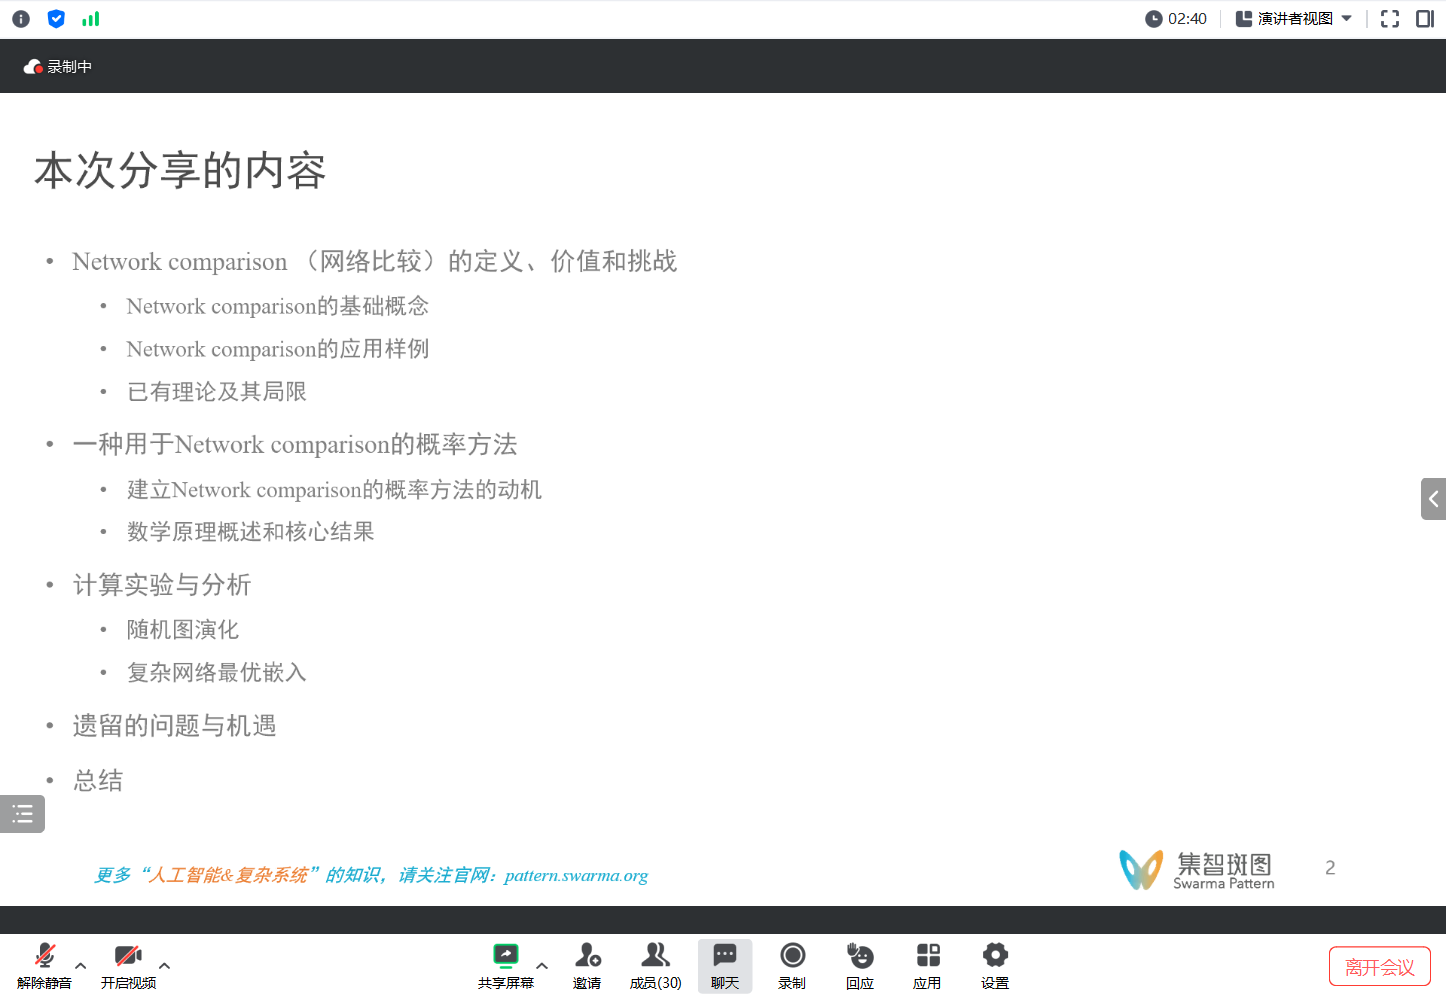 02:40 演讲者视图
录制中
本次分享的内容
• Network comparison （网络比较）的定义、价值和挑战
• Network comparison的基础概念
• Network comparison的应用样例
• 已有理论及其局限
• 一种用于Network comparison的概率方法
• 建立Network comparison的概率方法的动机
• 数学原理概述和核心结果
• 计算实验与分析
• 随机图演化
• 复杂网络最优嵌入
• 遗留的问题与机遇
• 总结
更多“人工智能&复杂系统”的知识，请关注官网：pattern.swarma.org
集智斑图
Swarma Pattern
2
解除静音 开启视频 共享屏幕 邀请 成员(30) 聊天 录制 回应 应用 设置 离开会议